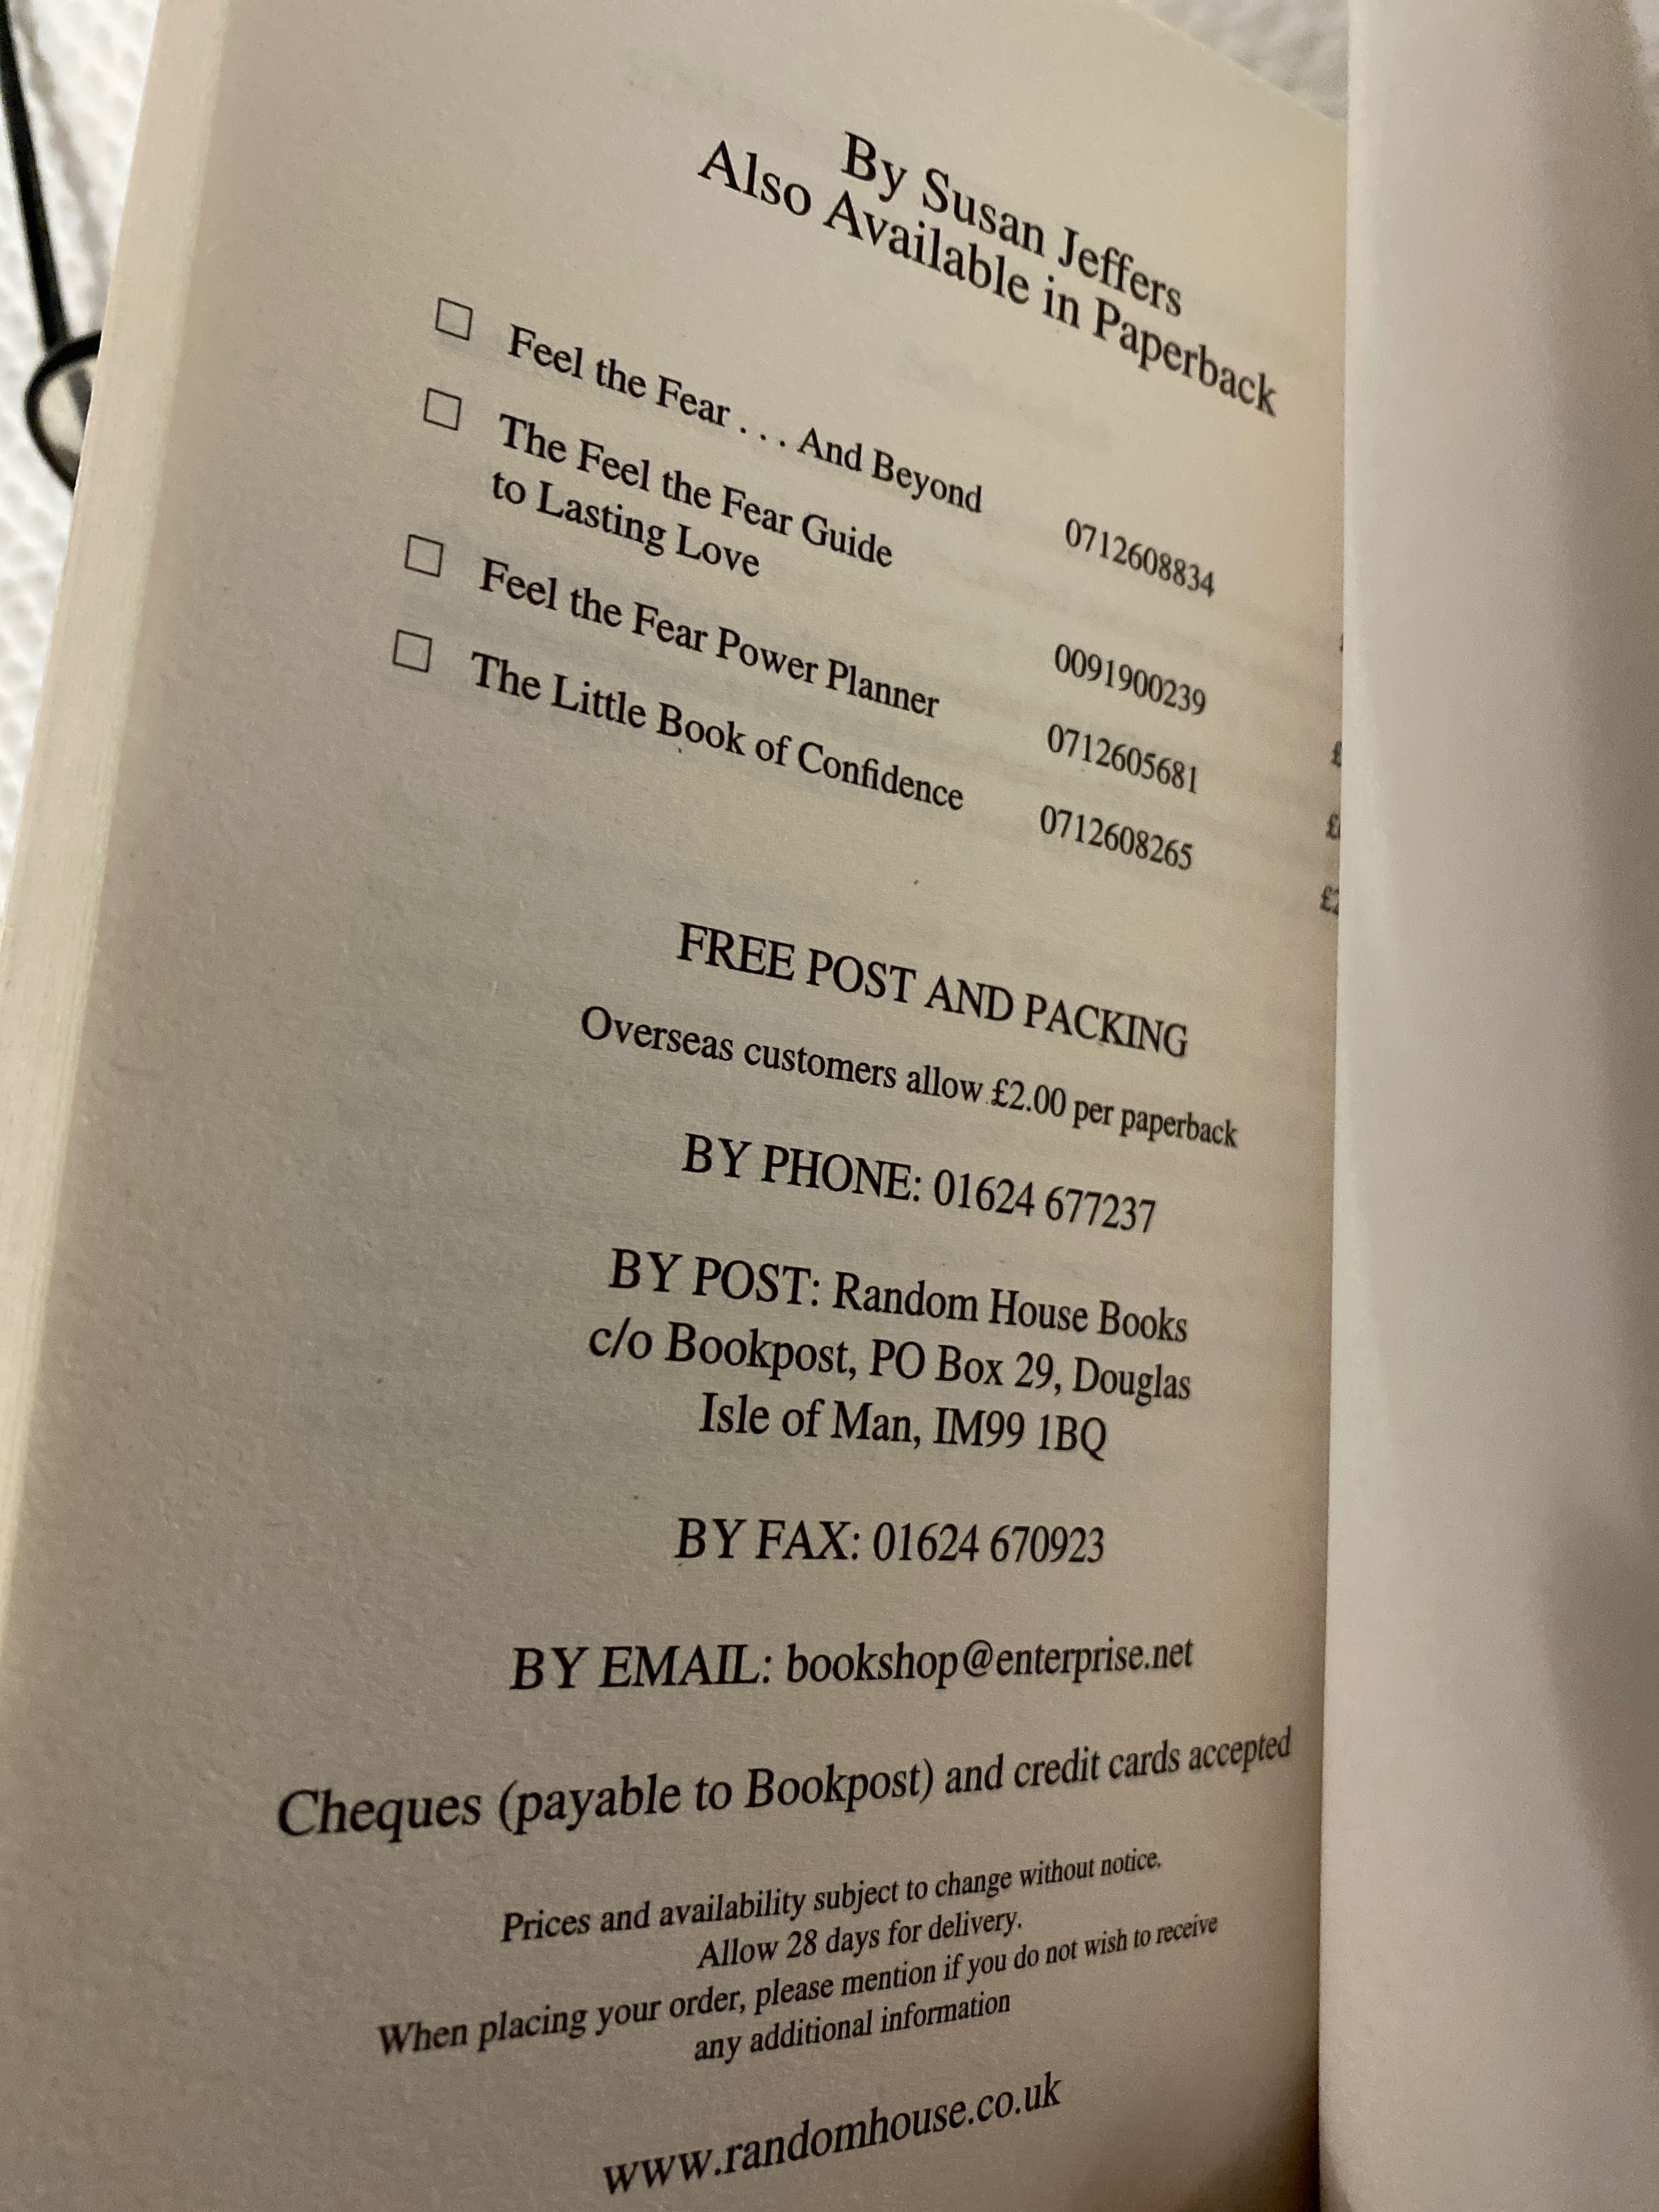 By Susan Jeffers
Also Available in Paperback
☐ Feel the Fear . . . And Beyond 0712608834
☐ The Feel the Fear Guide
to Lasting Love 0091900239
☐ Feel the Fear Power Planner 0712605681 £
☐ The Little Book of Confidence 0712608265 £
FREE POST AND PACKING
Overseas customers allow £2.00 per paperback
BY PHONE: 01624 677237
BY POST: Random House Books
c/o Bookpost, PO Box 29, Douglas
Isle of Man, IM99 1BQ
BY FAX: 01624 670923
BY EMAIL: bookshop@enterprise.net
Cheques (payable to Bookpost) and credit cards accepted
Prices and availability subject to change without notice.
Allow 28 days for delivery.
When placing your order, please mention if you do not wish to receive
any additional information
www.randomhouse.co.uk